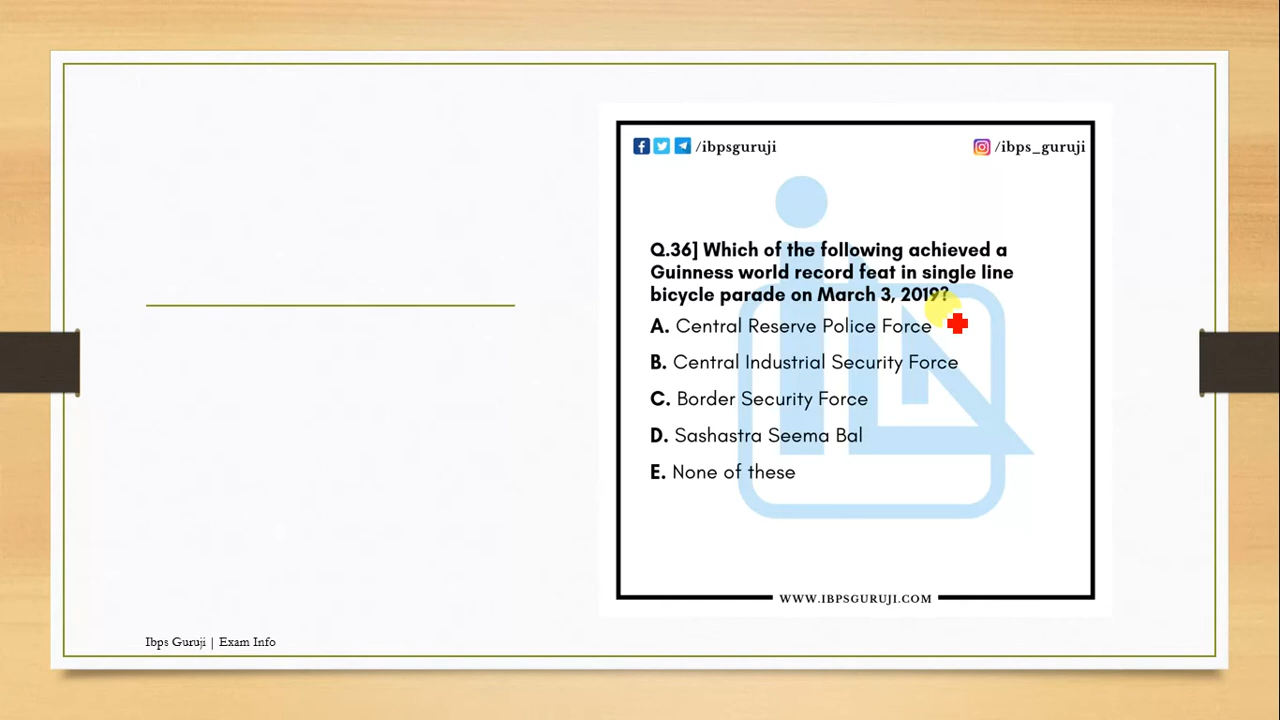 /ibpsguruji
/ibps_guruji
Q.36] Which of the following achieved a
Guinness world record feat in single line
bicycle parade on March 3, 2019?
A. Central Reserve Police Force
B. Central Industrial Security Force
C. Border Security Force
D. Sashastra Seema Bal
E. None of these
WWW.IBPSGURUJI.COM
Ibps Guruji | Exam Info